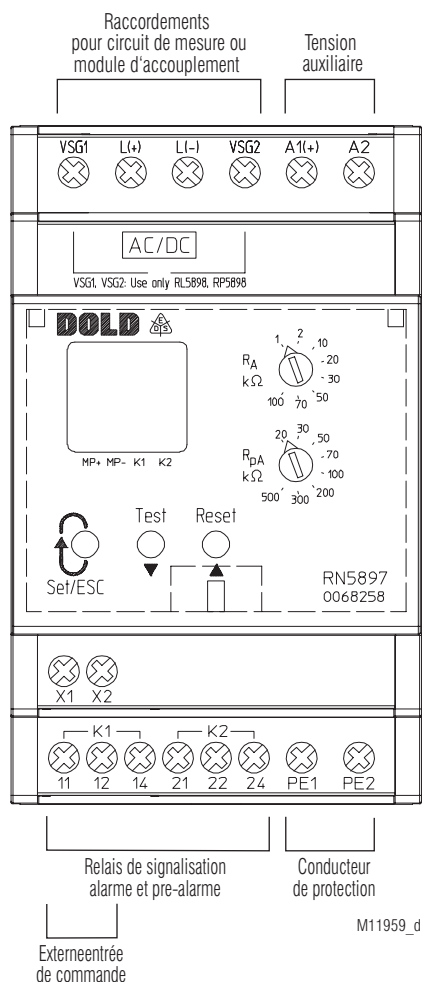 Raccordements
pour circuit de mesure ou
module d'accouplement
Tension
auxiliaire
VSG1 L(+) L(-) VSG2 A1(+) A2
AC/DC
VSG1, VSG2: Use only RL5898, RP5898
DOLD E D S
RA
kΩ
1 2 10 20 30 50 70 100
MP+ MP- K1 K2
RpA
kΩ
20 30 50 70 100 200 300 500
Set/ESC
Test
Reset
RN5897
0068258
X1 X2
K1 K2
11 12 14 21 22 24 PE1 PE2
Relais de signalisation
alarme et pre-alarme
Conducteur
de protection
M11959_d
Externeentrée
de commande